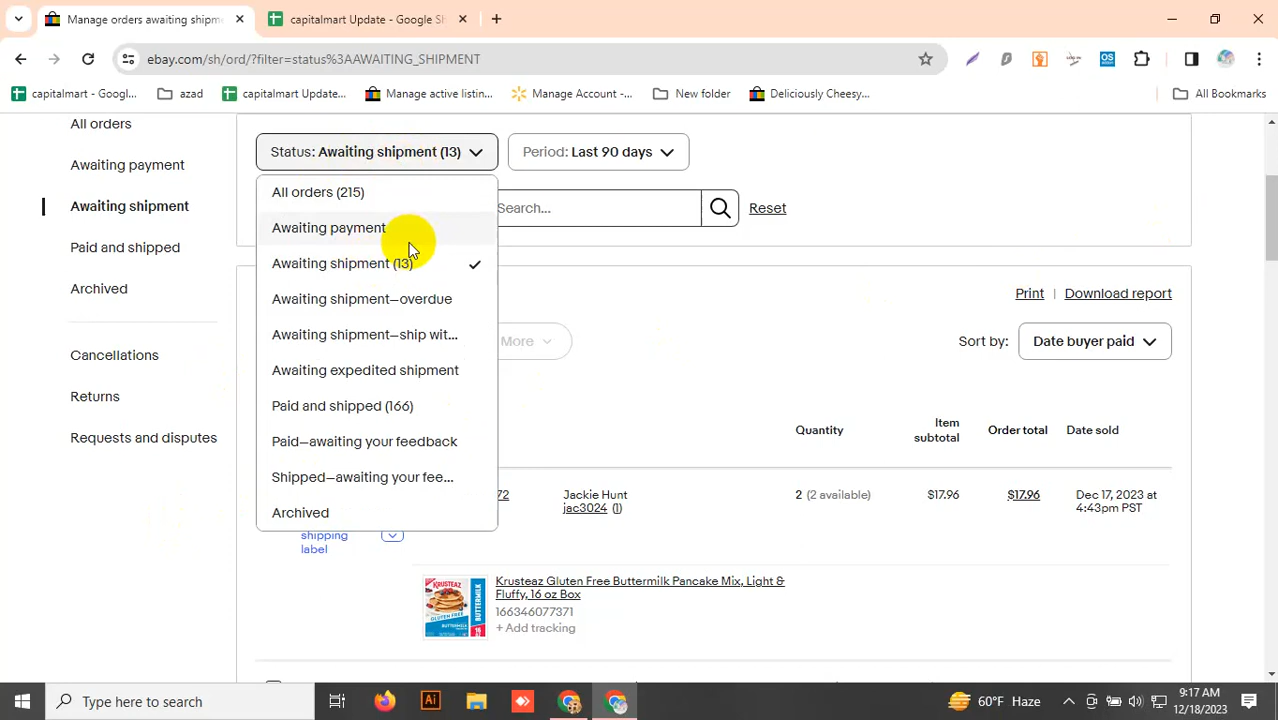 Manage orders awaiting shipm
capitalmart Update - Google Sh
ebay.com/sh/ord/?filter=status%3AAWAITING_SHIPMENT
capitalmart - Googl...
azad
capitalmart Update...
Manage active listin...
Manage Account -...
New folder
Deliciously Cheesy...
All Bookmarks
All orders
Awaiting payment
Awaiting shipment
Paid and shipped
Archived
Cancellations
Returns
Requests and disputes
Status: Awaiting shipment (13)
Period: Last 90 days
All orders (215)
Awaiting payment
Awaiting shipment (13)
Awaiting shipment–overdue
Awaiting shipment–ship wit...
Awaiting expedited shipment
Paid and shipped (166)
Paid–awaiting your feedback
Shipped–awaiting your fee...
Archived
Search...
Reset
Print | Download report
More
Sort by: Date buyer paid
Quantity
Item
subtotal
Order total
Date sold
72
Jackie Hunt
jac3024 (1)
2 (2 available)
$17.96
$17.96
Dec 17, 2023 at
4:43pm PST
shipping
label
KRUSTEAZ
GLUTEN FREE
BUTTERMILK
Krusteaz Gluten Free Buttermilk Pancake Mix, Light &
Fluffy, 16 oz Box
166346077371
+ Add tracking
Type here to search
Ai
60°F Haze
9:17 AM
12/18/2023